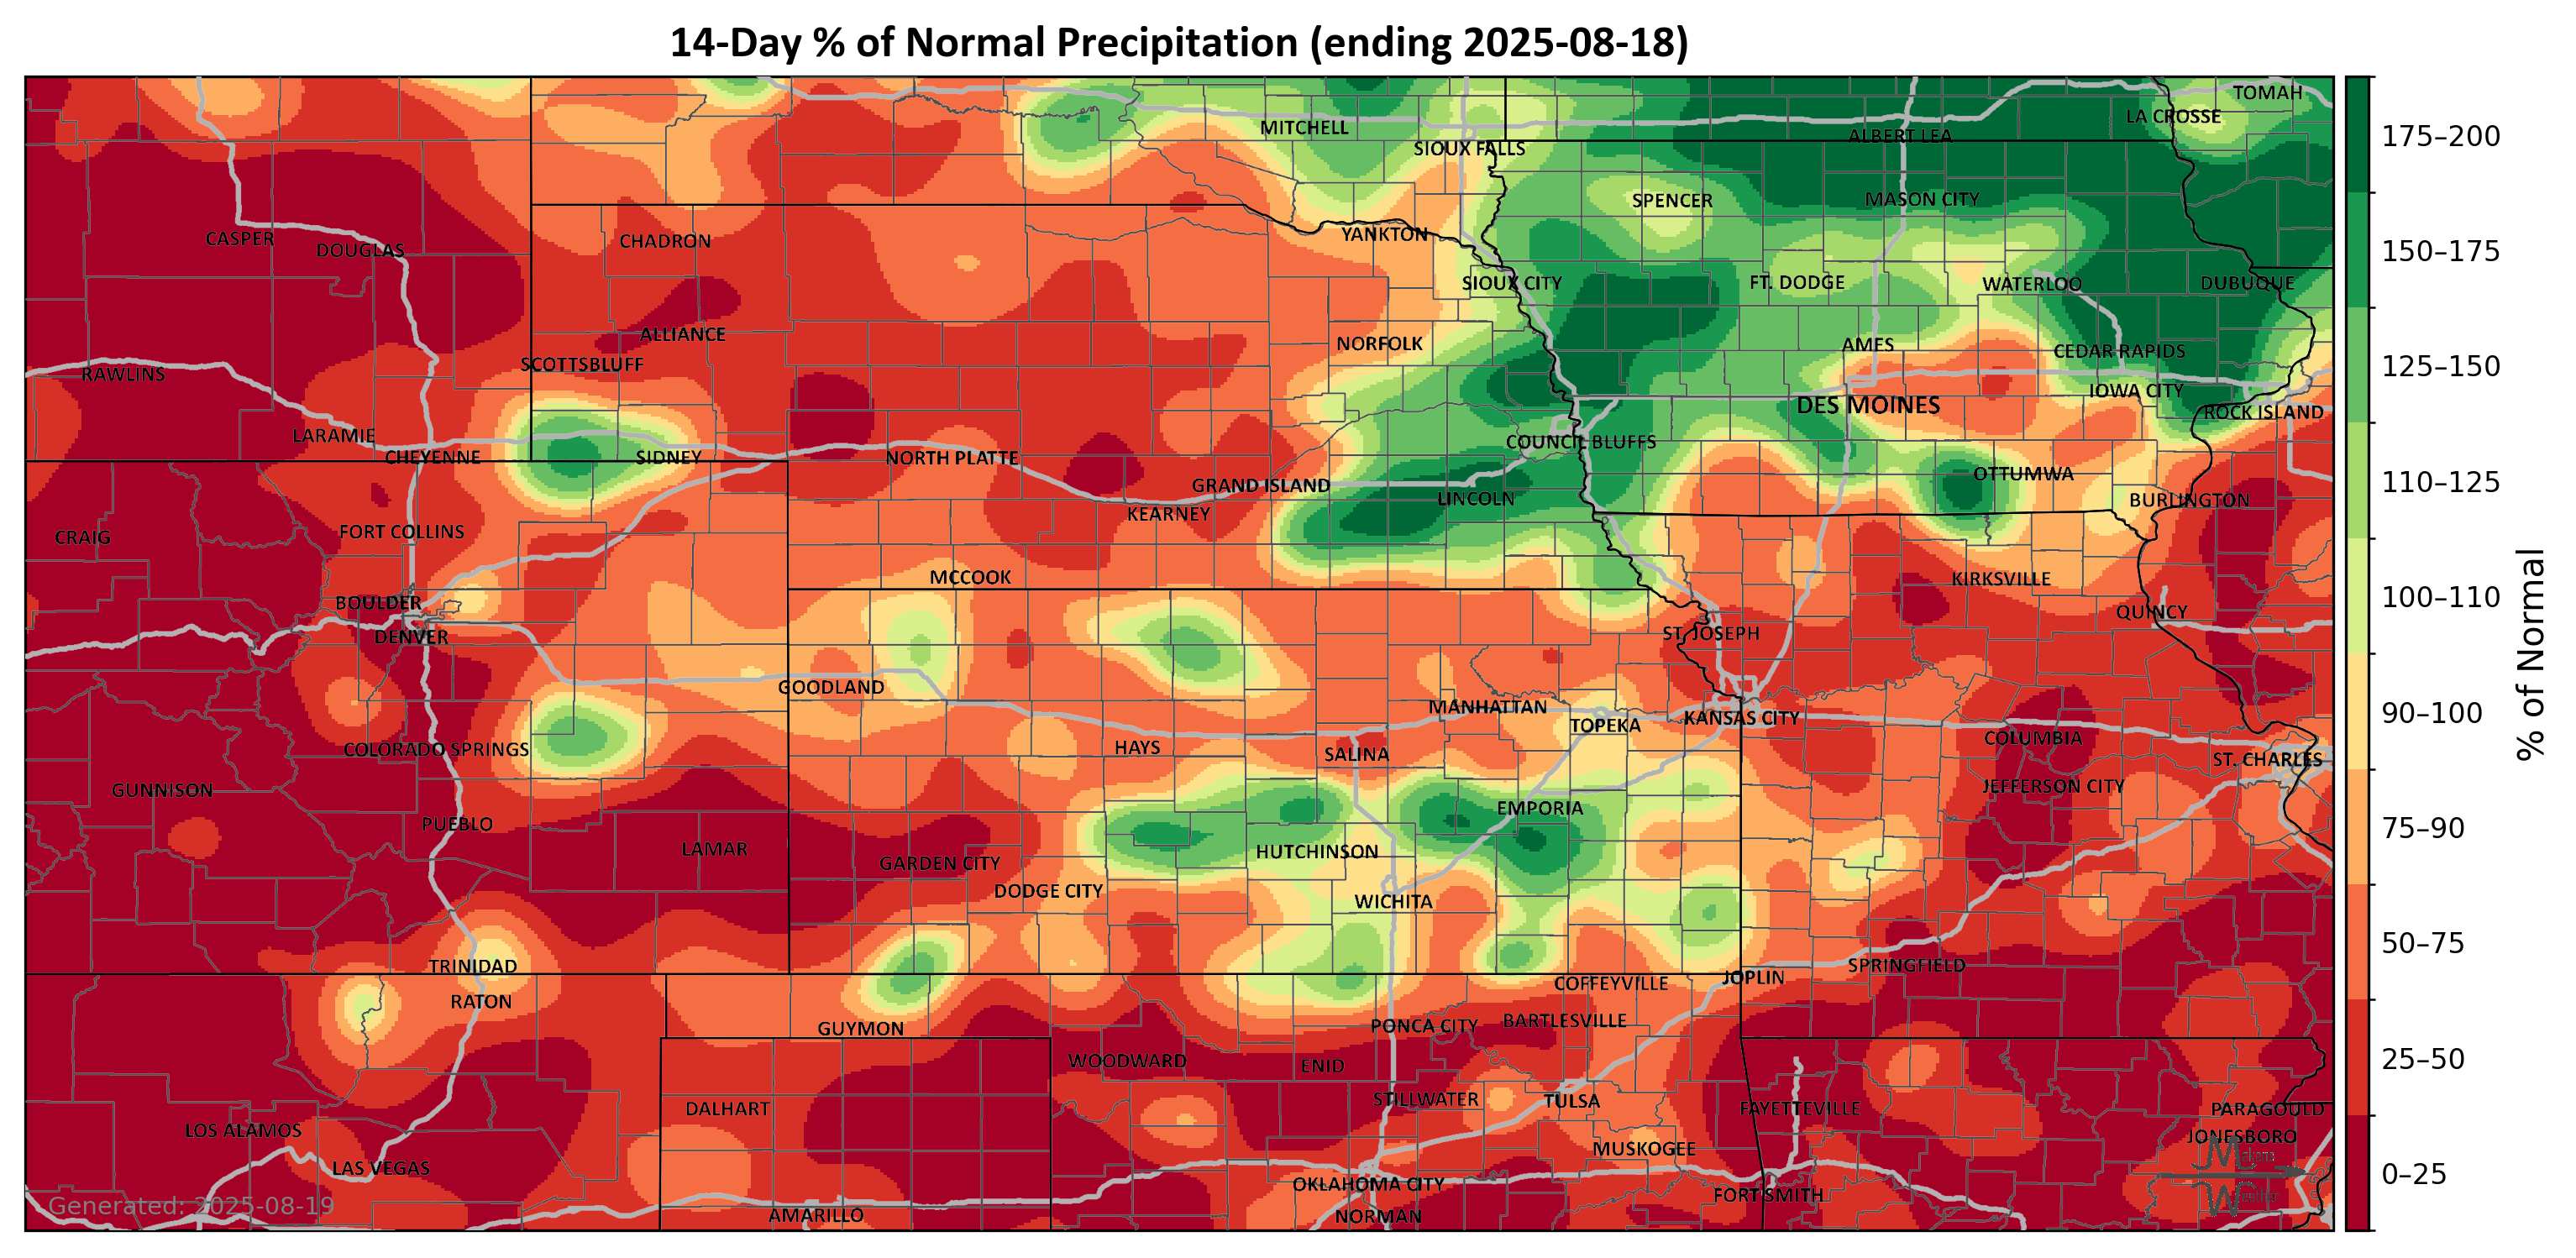 14-Day % of Normal Precipitation (ending 2025-08-18)
TOMAH
LA CROSSE
MITCHELL
ALBERT LEA
SIOUX FALLS
175–200
SPENCER
MASON CITY
CASPER
DOUGLAS
CHADRON
YANKTON
150–175
SIOUX CITY
FT. DODGE
WATERLOO
DUBUQUE
ALLIANCE
NORFOLK
AMES
CEDAR RAPIDS
SCOTTSBLUFF
RAWLINS
125–150
IOWA CITY
DES MOINES
ROCK ISLAND
LARAMIE
COUNCIL BLUFFS
CHEYENNE
SIDNEY
NORTH PLATTE
OTTUMWA
GRAND ISLAND
LINCOLN
BURLINGTON
110–125
KEARNEY
FORT COLLINS
CRAIG
MCCOOK
KIRKSVILLE
BOULDER
QUINCY
100–110
DENVER
ST. JOSEPH
GOODLAND
MANHATTAN
TOPEKA
KANSAS CITY
90–100
COLUMBIA
COLORADO SPRINGS
HAYS
SALINA
ST. CHARLES
% of Normal
GUNNISON
JEFFERSON CITY
EMPORIA
PUEBLO
75–90
LAMAR
HUTCHINSON
GARDEN CITY
DODGE CITY
WICHITA
50–75
TRINIDAD
SPRINGFIELD
JOPLIN
COFFEYVILLE
RATON
GUYMON
PONCA CITY
BARTLESVILLE
WOODWARD
ENID
25–50
DALHART
STILLWATER
TULSA
FAYETTEVILLE
PARAGOULD
LOS ALAMOS
JONESBORO
LAS VEGAS
MUSKOGEE
0–25
OKLAHOMA CITY
FORT SMITH
Generated: 2025-08-19
AMARILLO
NORMAN